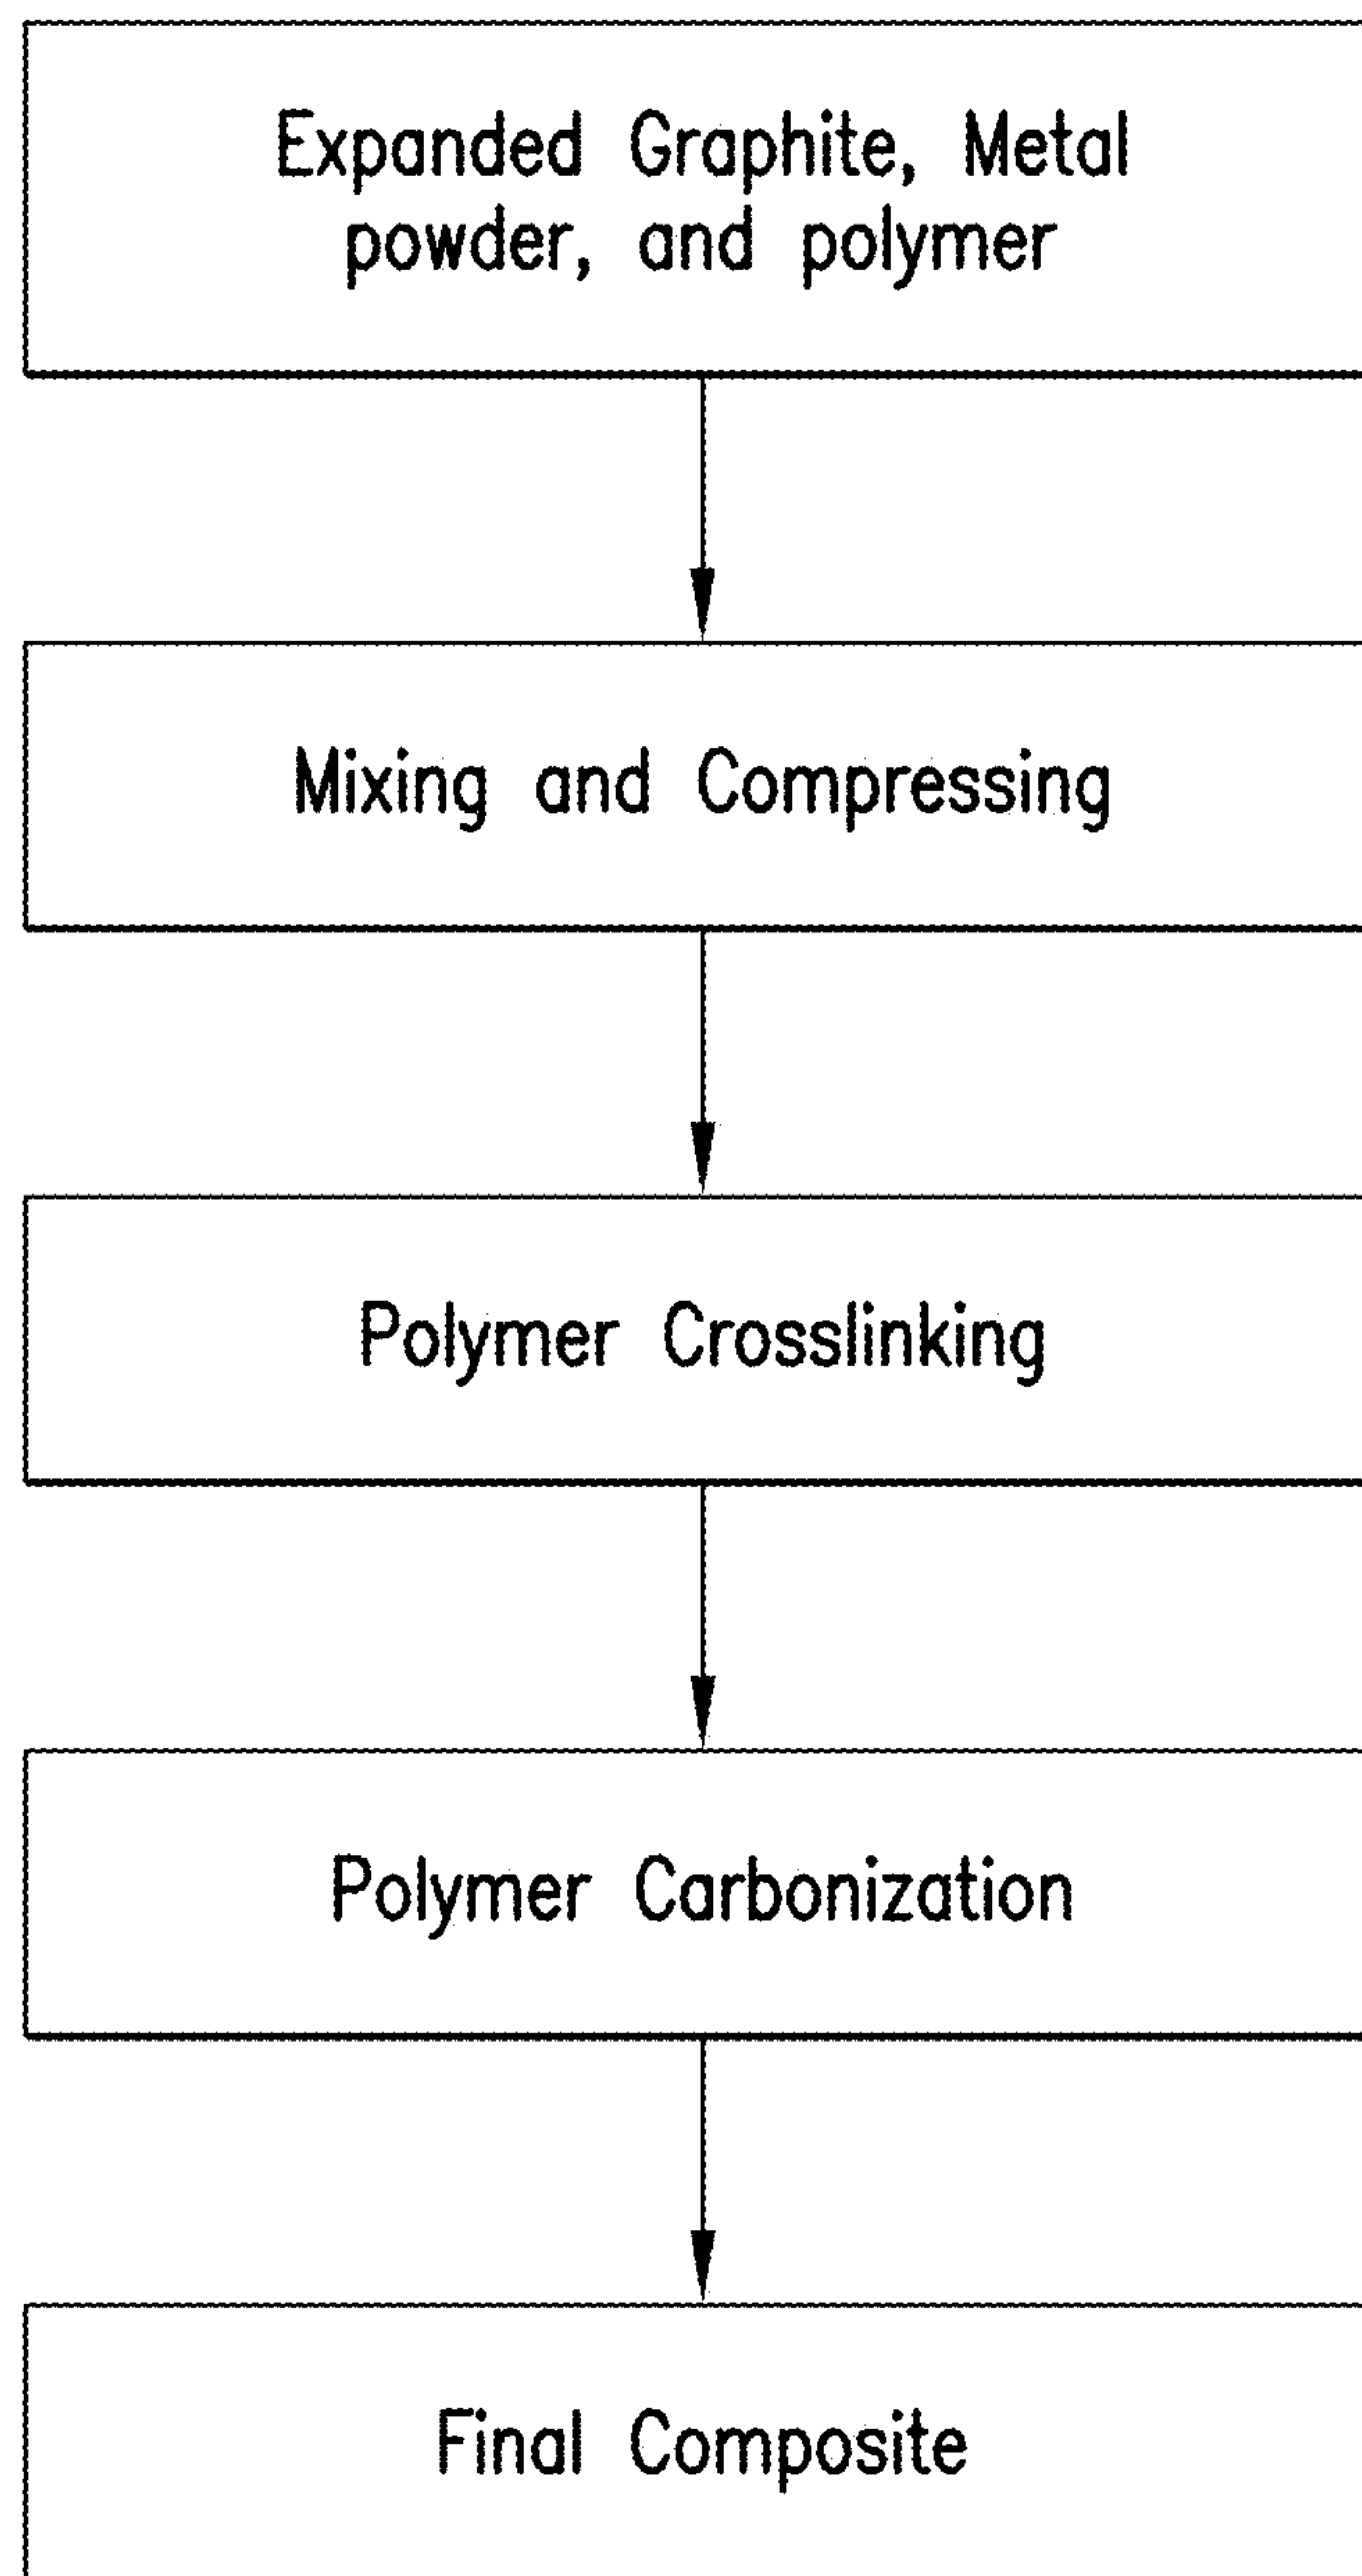 Expanded Graphite, Metal
powder, and polymer
Mixing and Compressing
Polymer Crosslinking
Polymer Carbonization
Final Composite